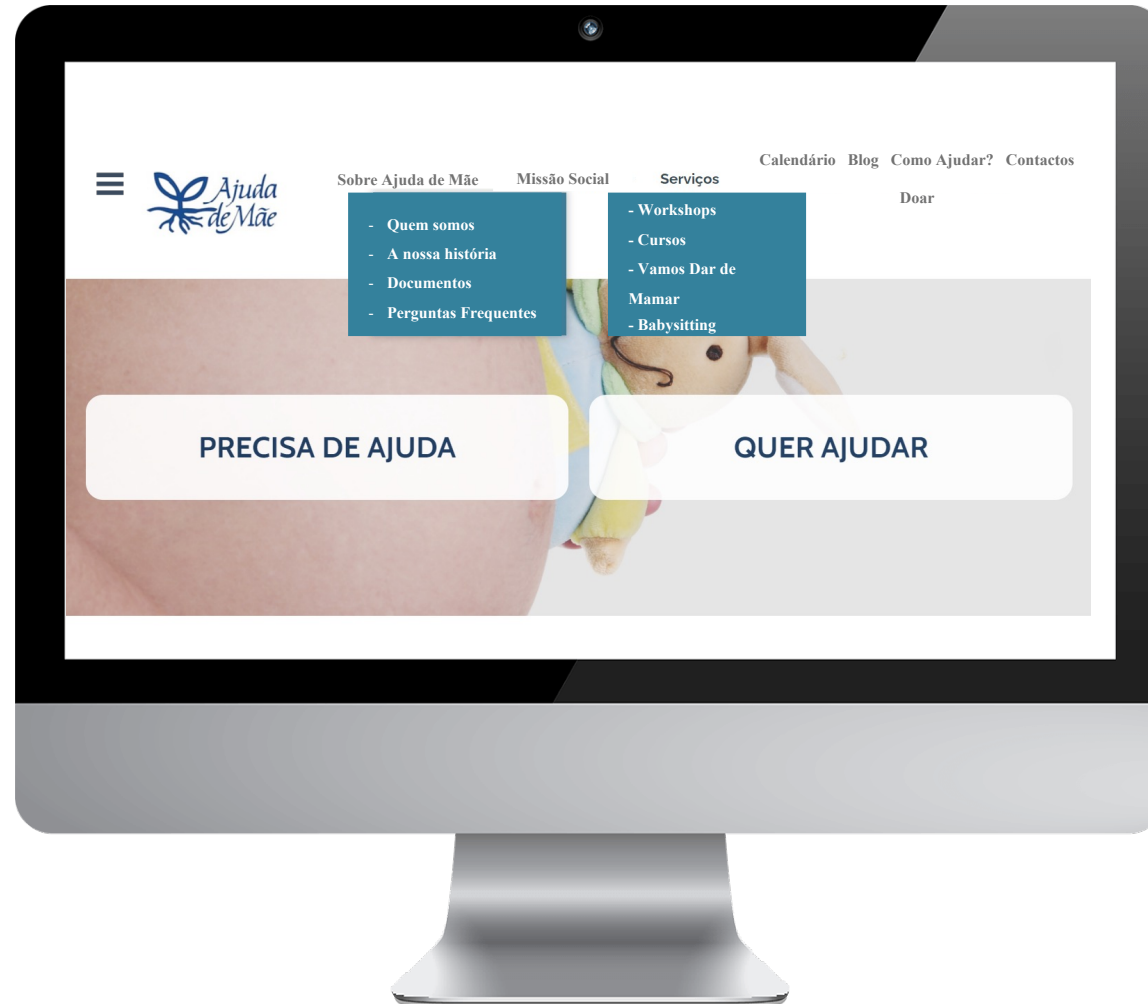 Ajuda
de Mãe
Sobre Ajuda de Mãe
Missão Social
Serviços
Calendário Blog Como Ajudar? Contactos
Doar
- Quem somos
- A nossa história
- Documentos
- Perguntas Frequentes
- Workshops
- Cursos
- Vamos Dar de
Mamar
- Babysitting
PRECISA DE AJUDA
QUER AJUDAR